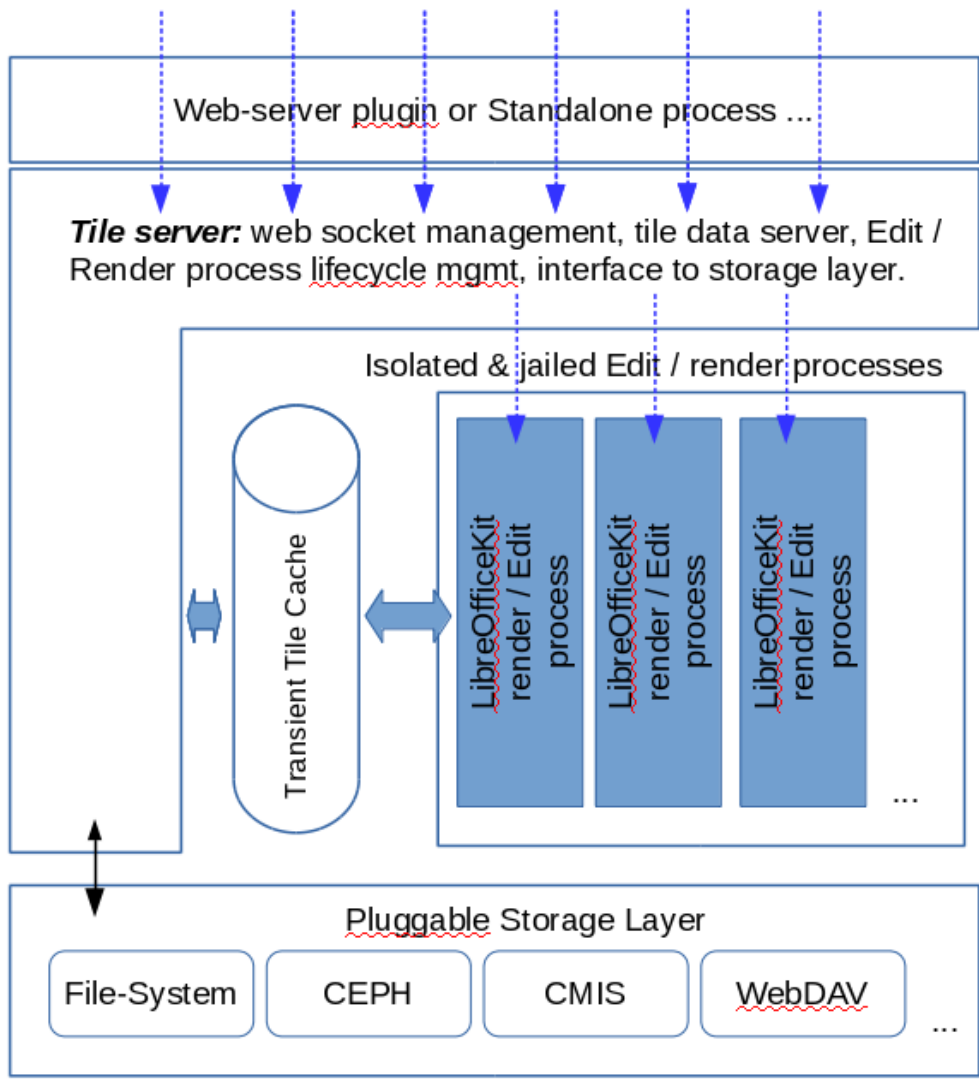 Web-server plugin or Standalone process ...
Tile server: web socket management, tile data server, Edit /
Render process lifecycle mgmt, interface to storage layer.
Isolated & jailed Edit / render processes
Transient Tile Cache
LibreOfficeKit
render / Edit
process
LibreOfficeKit
render / Edit
process
LibreOfficeKit
render / Edit
process
...
Pluggable Storage Layer
File-System
CEPH
CMIS
WebDAV
...